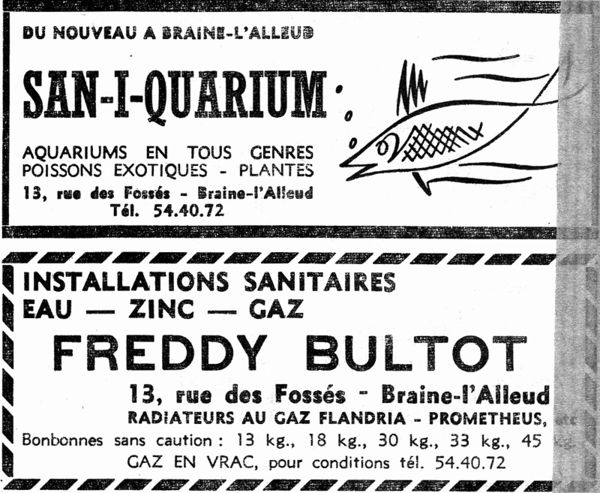 DU NOUVEAU A BRAINE-L'ALLEUD
SAN-I-QUARIUM
AQUARIUMS EN TOUS GENRES
POISSONS EXOTIQUES - PLANTES
13, rue des Fossés - Braine-l'Alleud
Tél. 54.40.72
INSTALLATIONS SANITAIRES
EAU — ZINC — GAZ
FREDDY BULTOT
13, rue des Fossés - Braine-l'Alleud
RADIATEURS AU GAZ FLANDRIA - PROMETHEUS, etc
Bonbonnes sans caution : 13 kg., 18 kg., 30 kg., 33 kg., 45 kg.
GAZ EN VRAC, pour conditions tél. 54.40.72